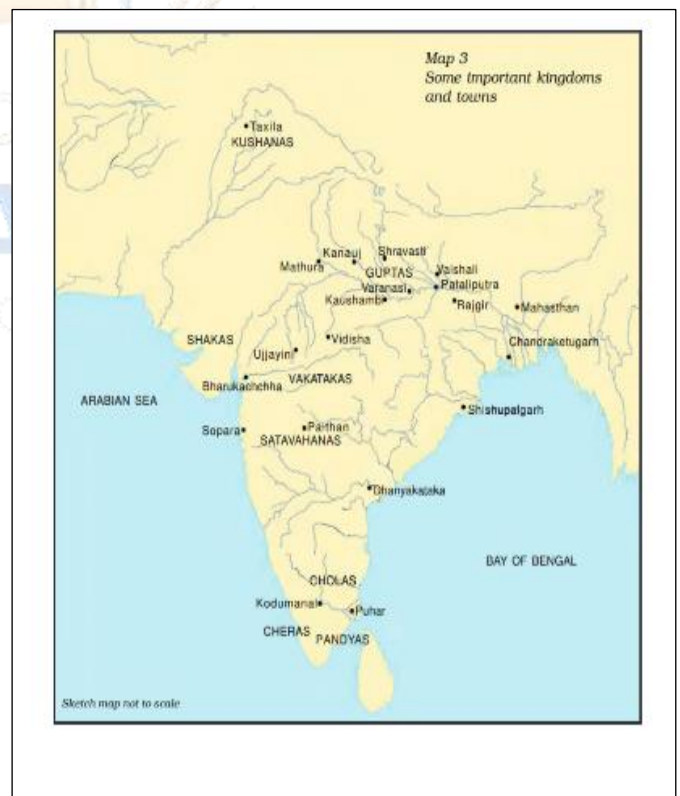 Map 3
Some important kingdoms
and towns
Taxila
KUSHANAS
Kanauj
Shravasti
Mathura
GUPTAS
Vaishali
Varanasi
Pataliputra
Kaushambi
Rajgir
Mahasthan
SHAKAS
Vidisha
Chandraketugarh
Ujjayini
Bharukachchha
VAKATAKAS
ARABIAN SEA
Shishupalgarh
Sopara
Paithan
SATAVAHANAS
Dhanyakataka
BAY OF BENGAL
CHOLAS
Kodumanal
Puhar
CHERAS
PANDYAS
Sketch map not to scale